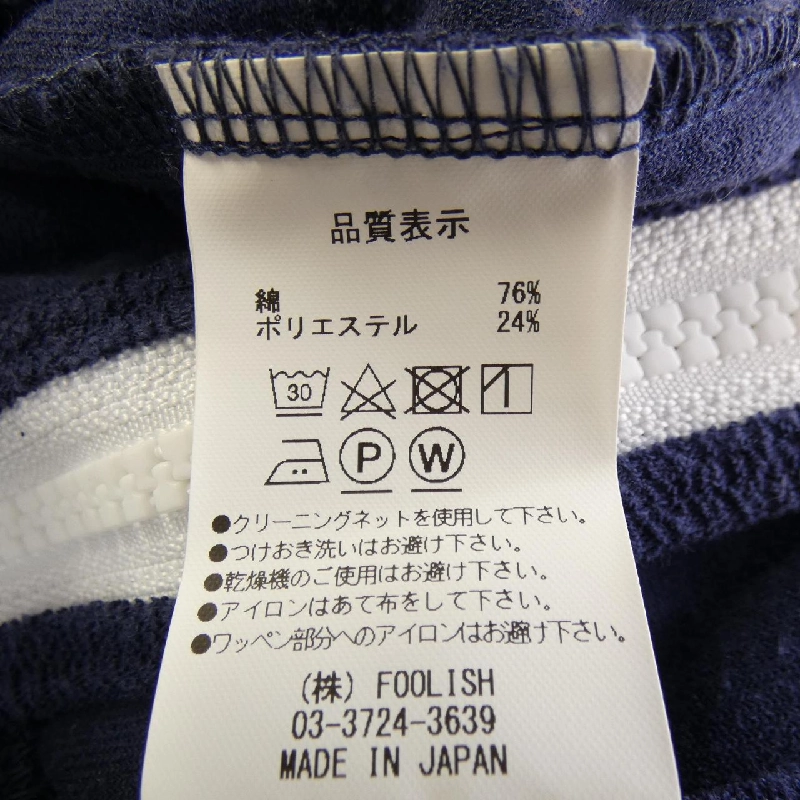 品質表示
綿 76%
ポリエステル 24%
30
P W
●クリーニングネットを使用して下さい。
●つけおき洗いはお避け下さい。
●乾燥機のご使用はお避け下さい。
●アイロンはあて布をして下さい。
●ワッペン部分へのアイロンはお避け下さい。
(株) FOOLISH
03-3724-3639
MADE IN JAPAN